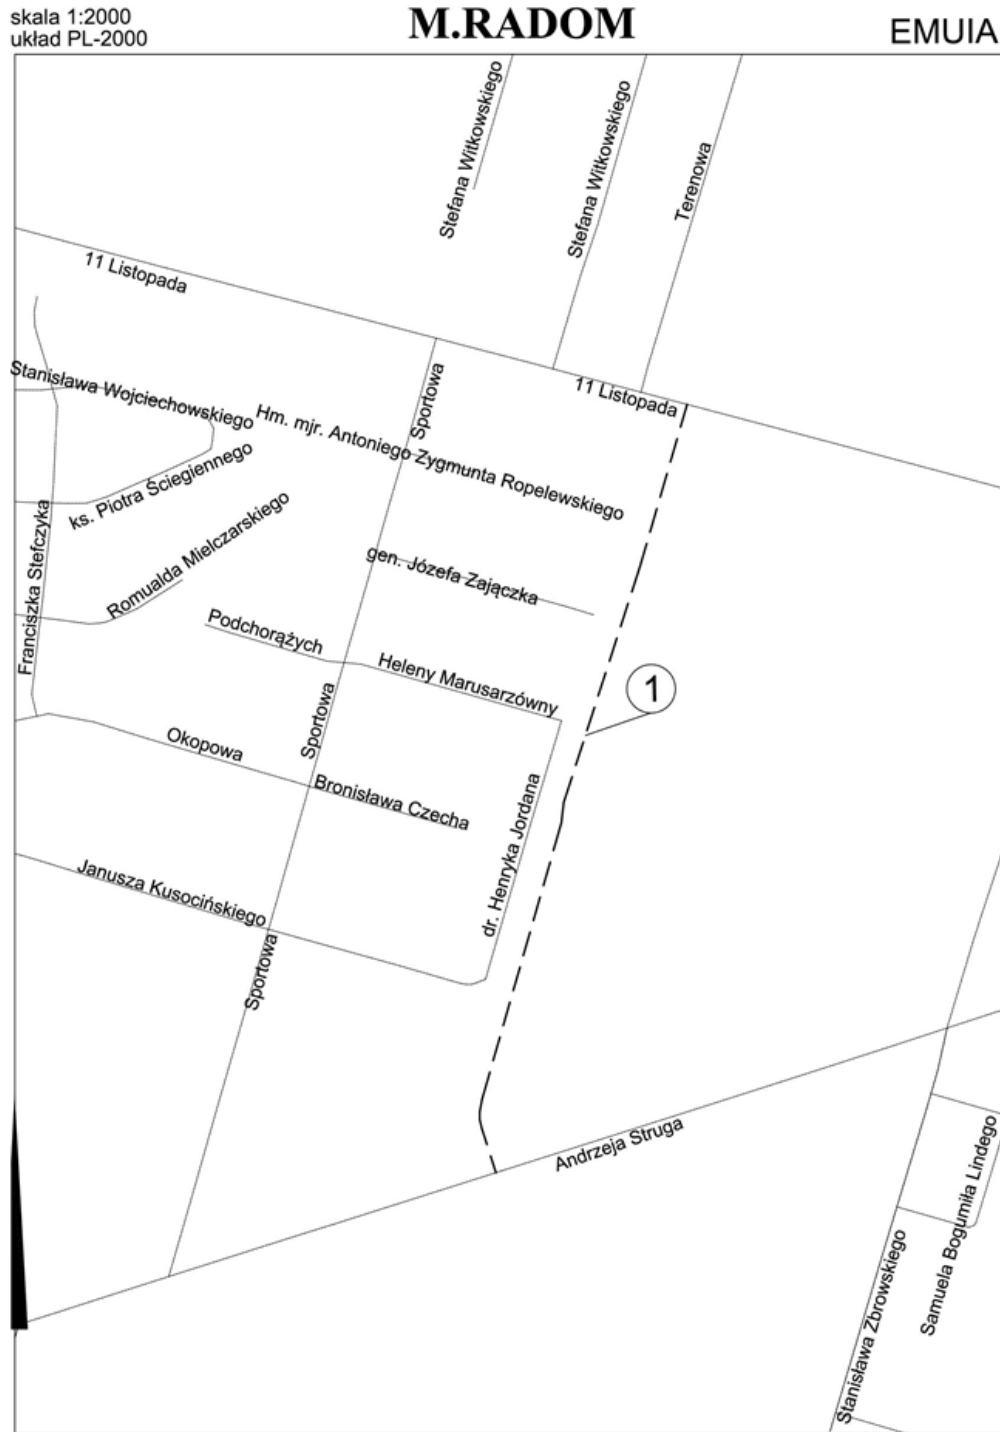 skala 1:2000
układ PL-2000
M.RADOM
EMUIA
Stefana Witkowskiego
Stefana Witkowskiego
Terenowa
11 Listopada
11 Listopada
Stanisława Wojciechowskiego
Sportowa
Hm. mjr. Antoniego Zygmunta Ropelewskiego
ks. Piotra Ściegiennego
Romualda Mielczarskiego
Franciszka Stefczyka
gen. Józefa Zajączka
Podchorążych
Heleny Marusarzówny
1
Sportowa
Okopowa
Bronisława Czecha
dr. Henryka Jordana
Janusza Kusocińskiego
Sportowa
Andrzeja Struga
Samuela Bogumiła Lindego
Stanisława Zbrowskiego